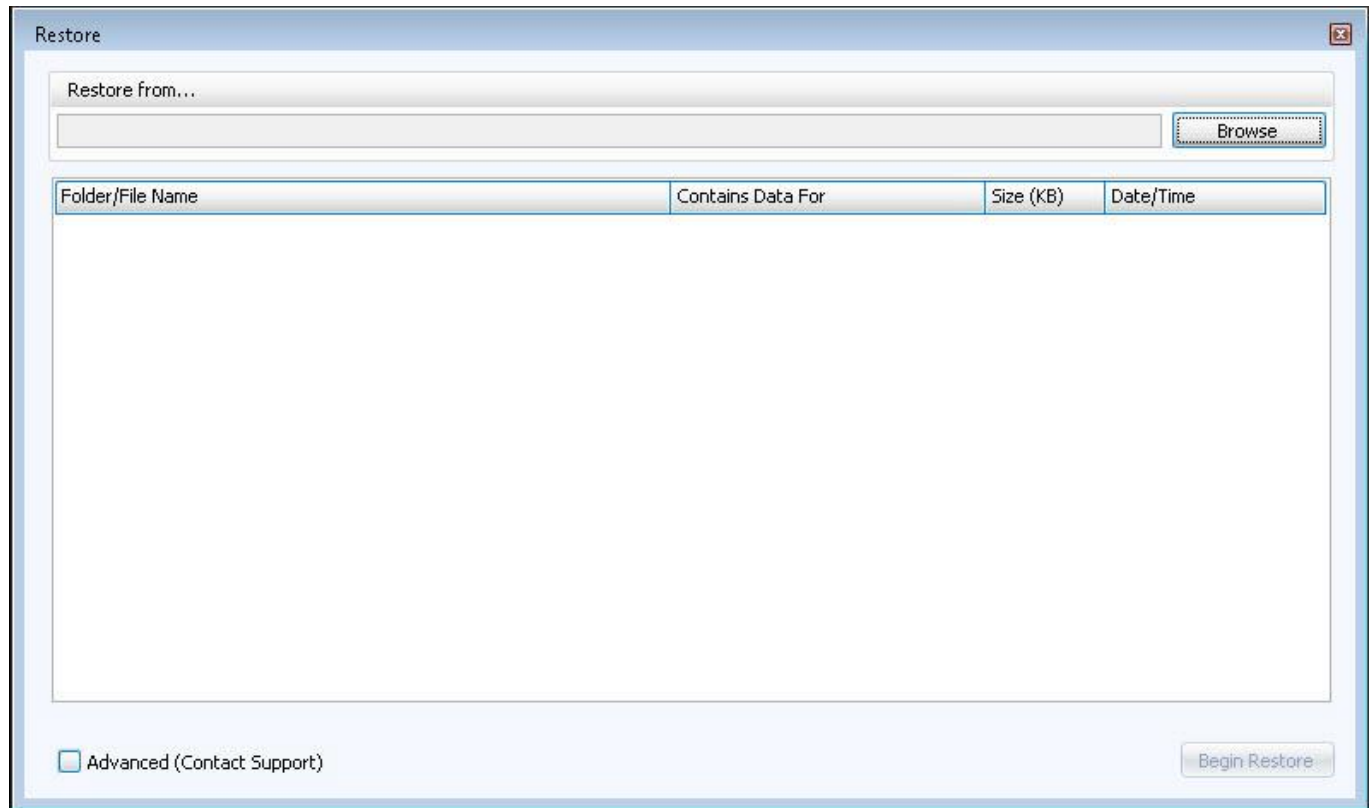 Restore
Restore from...
Browse
Folder/File Name Contains Data For Size (KB) Date/Time
Advanced (Contact Support) Begin Restore